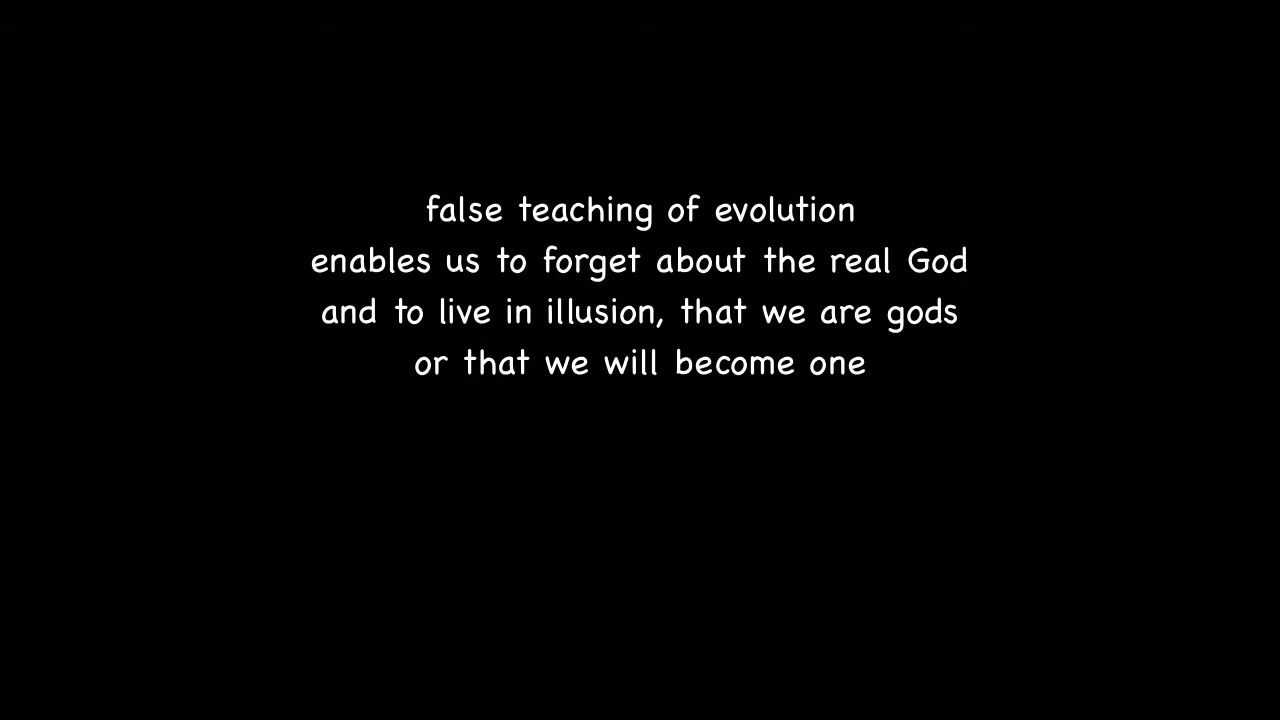 false teaching of evolution
enables us to forget about the real God
and to live in illusion, that we are gods
or that we will become one